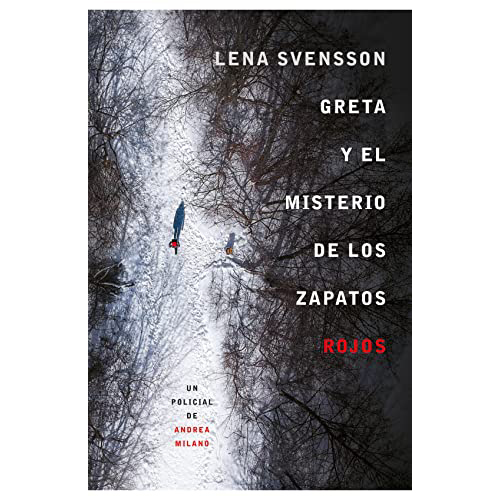 LENA SVENSSON
GRETA
Y EL
MISTERIO
DE LOS
ZAPATOS
ROJOS
UN
POLICIAL
DE
ANDREA
MILANO